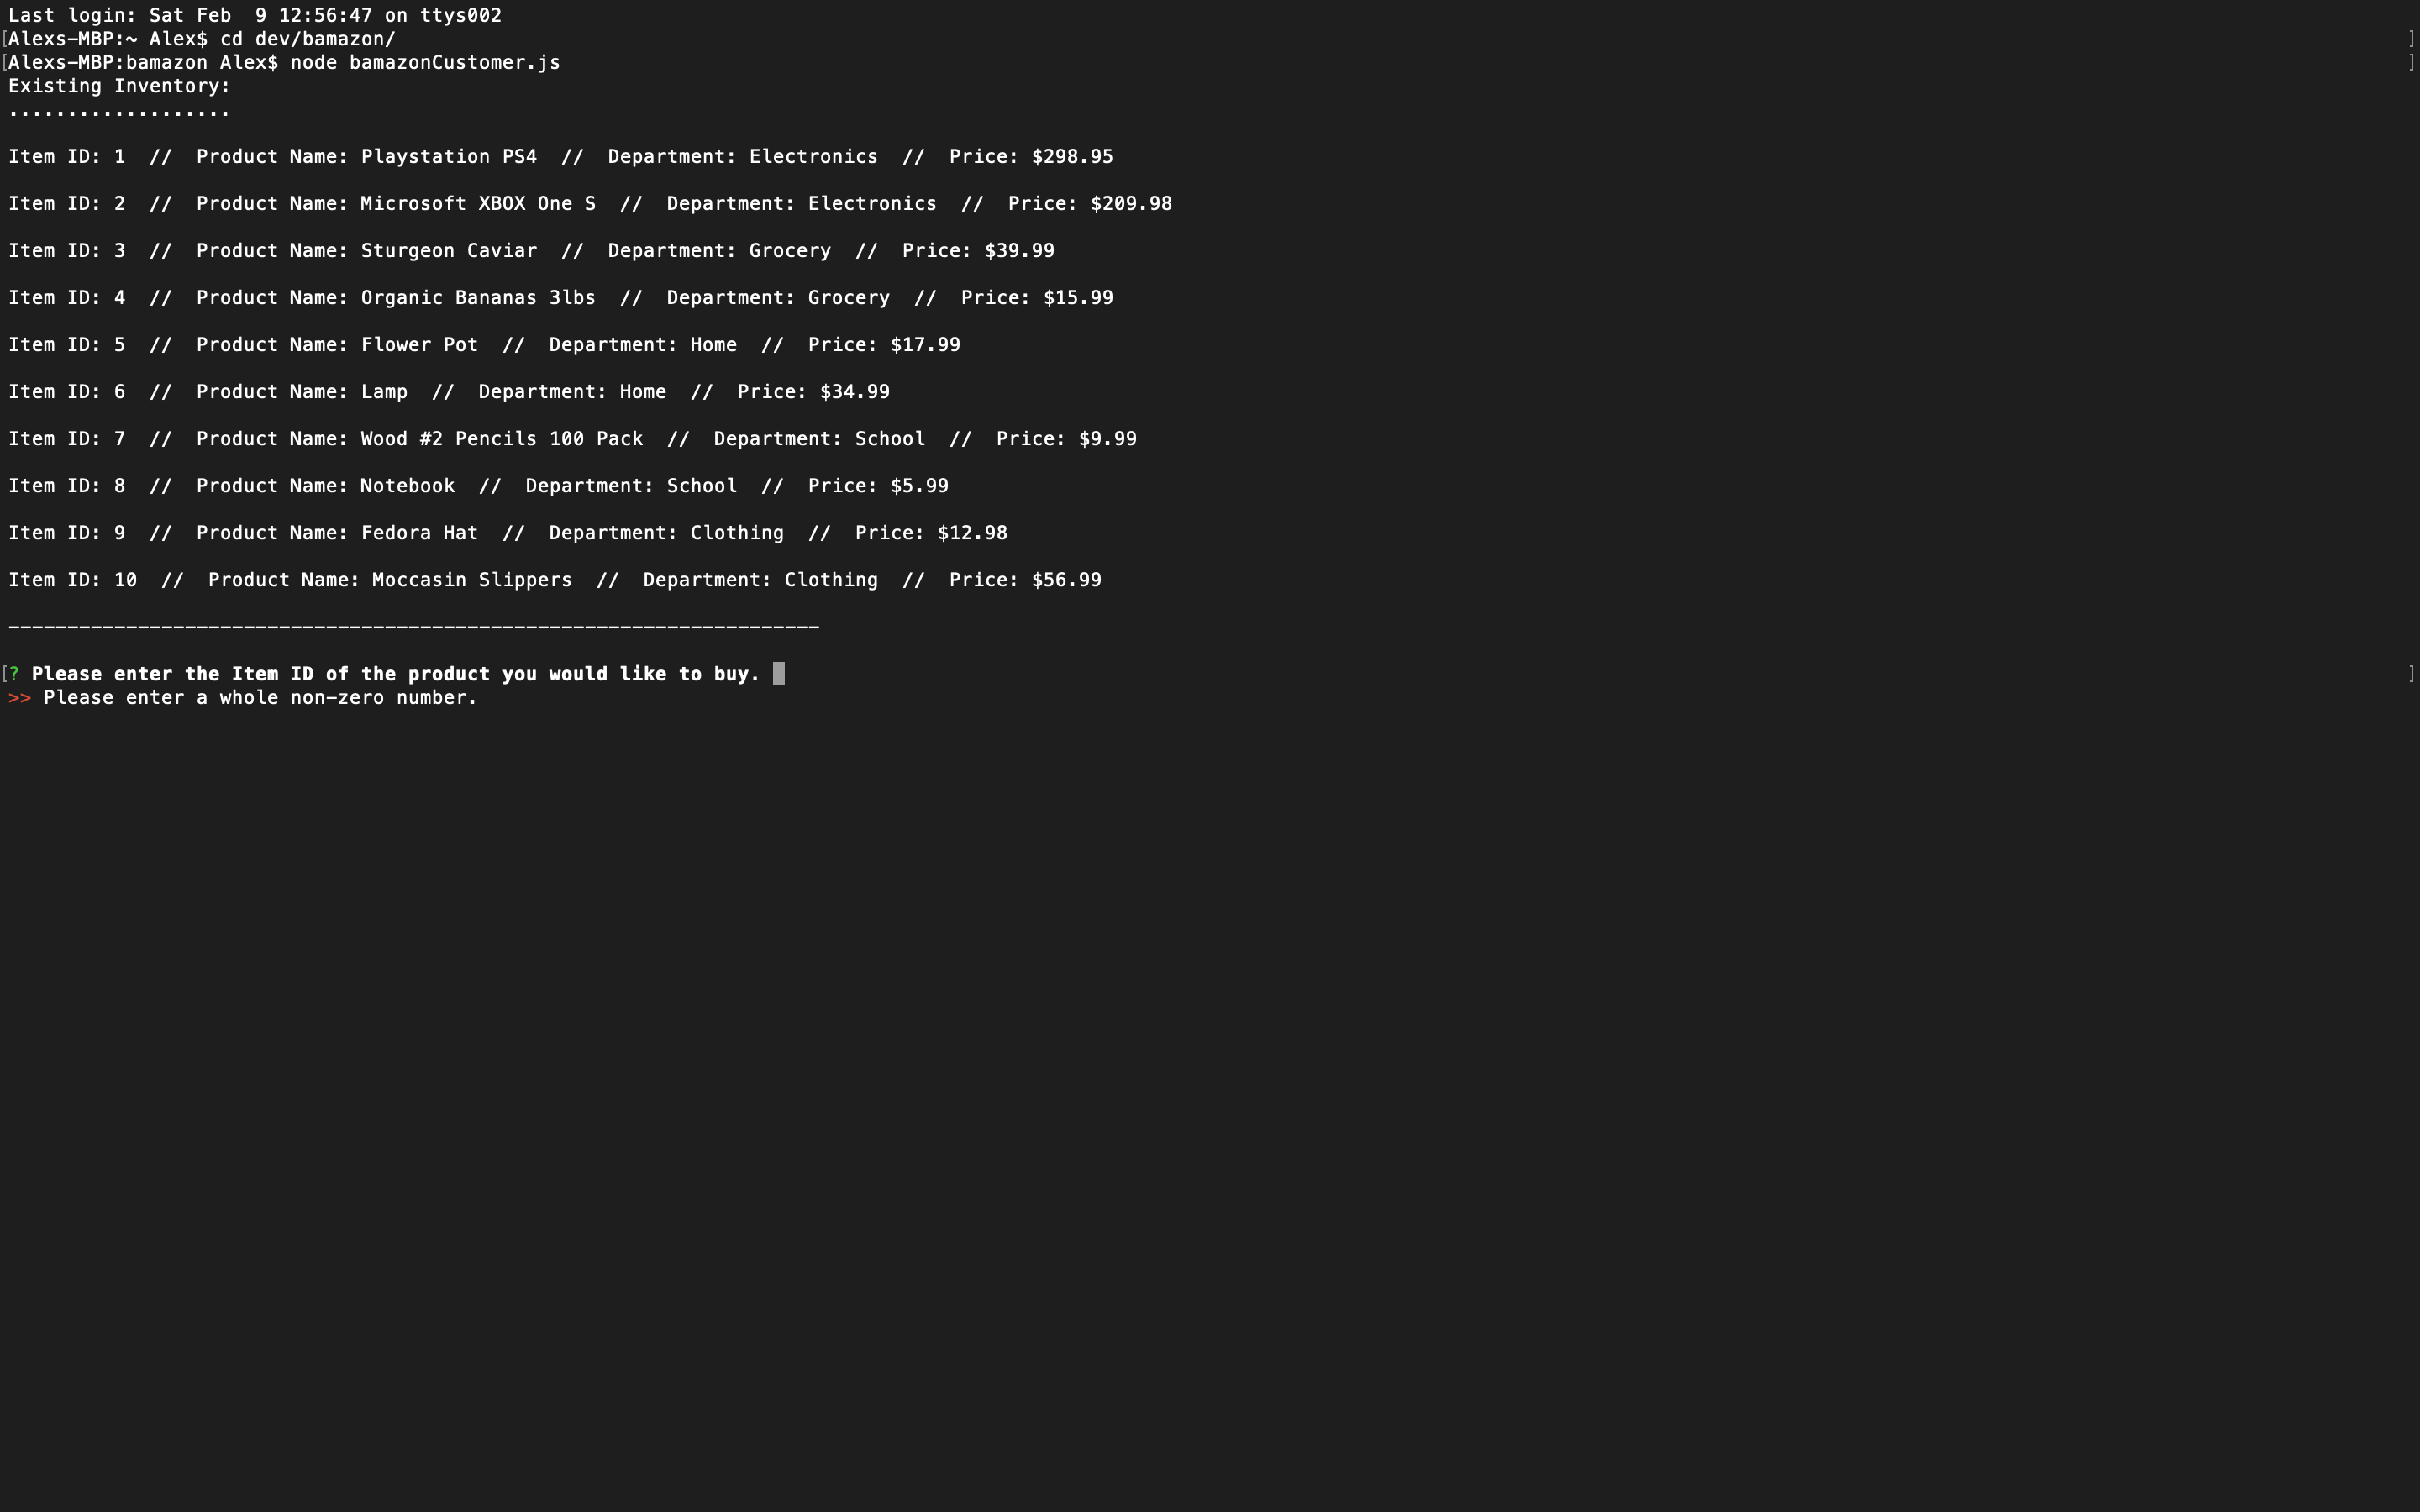 Last login: Sat Feb  9 12:56:47 on ttys002
[Alexs-MBP:~ Alex$ cd dev/bamazon/ ]
[Alexs-MBP:bamazon Alex$ node bamazonCustomer.js ]
Existing Inventory:
...................
Item ID: 1  //  Product Name: Playstation PS4  //  Department: Electronics  //  Price: $298.95
Item ID: 2  //  Product Name: Microsoft XBOX One S  //  Department: Electronics  //  Price: $209.98
Item ID: 3  //  Product Name: Sturgeon Caviar  //  Department: Grocery  //  Price: $39.99
Item ID: 4  //  Product Name: Organic Bananas 3lbs  //  Department: Grocery  //  Price: $15.99
Item ID: 5  //  Product Name: Flower Pot  //  Department: Home  //  Price: $17.99
Item ID: 6  //  Product Name: Lamp  //  Department: Home  //  Price: $34.99
Item ID: 7  //  Product Name: Wood #2 Pencils 100 Pack  //  Department: School  //  Price: $9.99
Item ID: 8  //  Product Name: Notebook  //  Department: School  //  Price: $5.99
Item ID: 9  //  Product Name: Fedora Hat  //  Department: Clothing  //  Price: $12.98
Item ID: 10  //  Product Name: Moccasin Slippers  //  Department: Clothing  //  Price: $56.99
---------------------------------------------------------------------
[? Please enter the Item ID of the product you would like to buy. ]
>> Please enter a whole non-zero number.